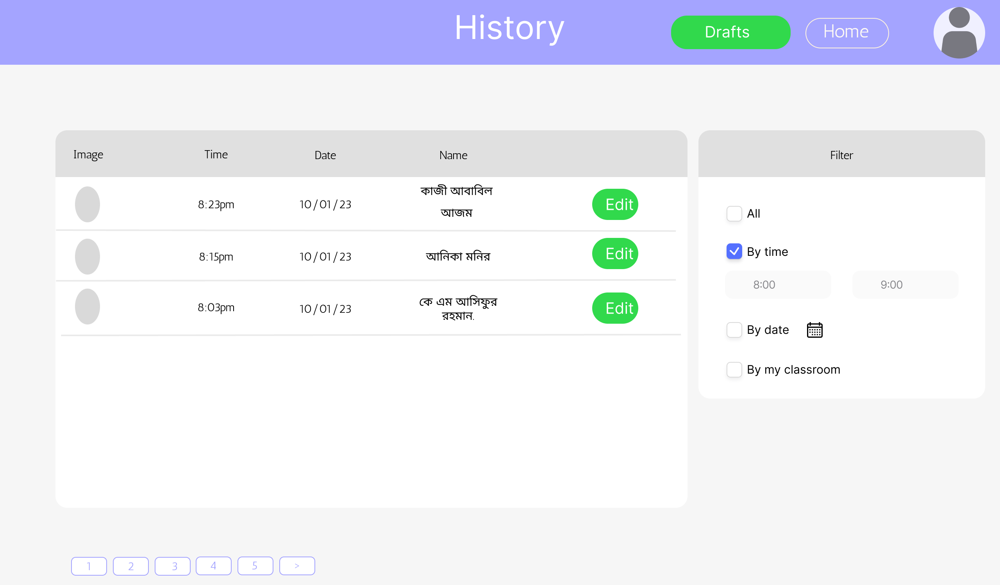 History
Drafts
Home
Image Time Date Name
Filter
8:23pm 10/01/23 কাজী আবাবিল
আজম
Edit
8:15pm 10/01/23 আনিকা মনির Edit
8:03pm 10/01/23 কে এম আসিফুর
রহমান.
Edit
All
By time
8:00 9:00
By date
By my classroom
1 2 3 4 5 >